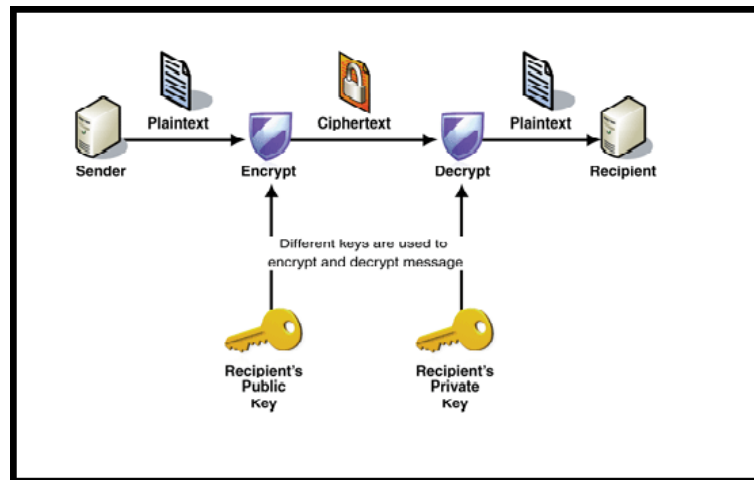 Plaintext
Ciphertext
Plaintext
Sender
Encrypt
Decrypt
Recipient
Different keys are used to
encrypt and decrypt message
Recipient's
Public
Key
Recipient's
Private
Key